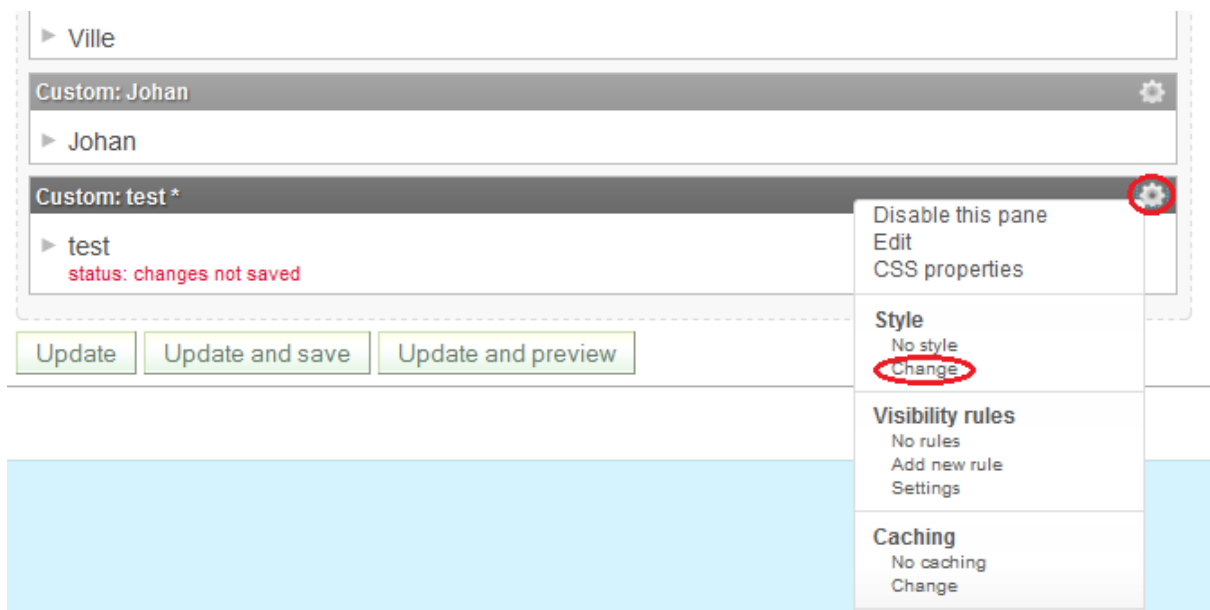 Ville
Custom: Johan
Johan
Custom: test *
test
status: changes not saved
Update
Update and save
Update and preview
Disable this pane
Edit
CSS properties
Style
No style
Change
Visibility rules
No rules
Add new rule
Settings
Caching
No caching
Change